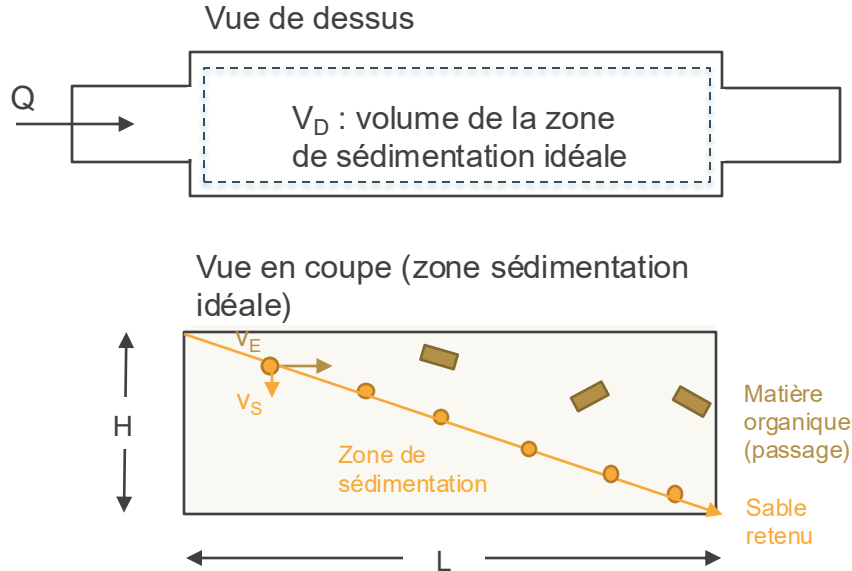 Vue de dessus
Q
V_D : volume de la zone
de sédimentation idéale
Vue en coupe (zone sédimentation
idéale)
v_E
v_S
H
Zone de
sédimentation
Matière
organique
(passage)
Sable
retenu
L